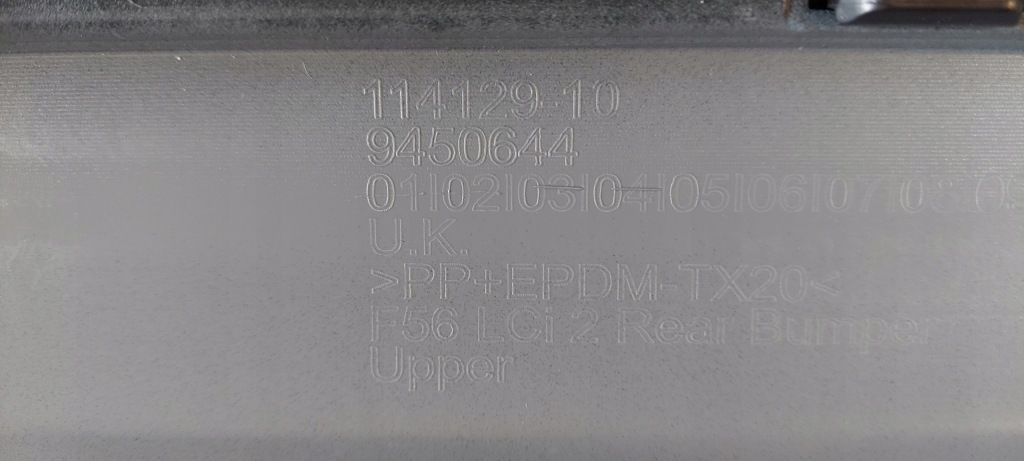 114129-10
9450644
01|02|03|04|05|06|07|08
U.K.
>PP+EPDM-TX20<
F56 LCi 2 Rear Bumper
Upper